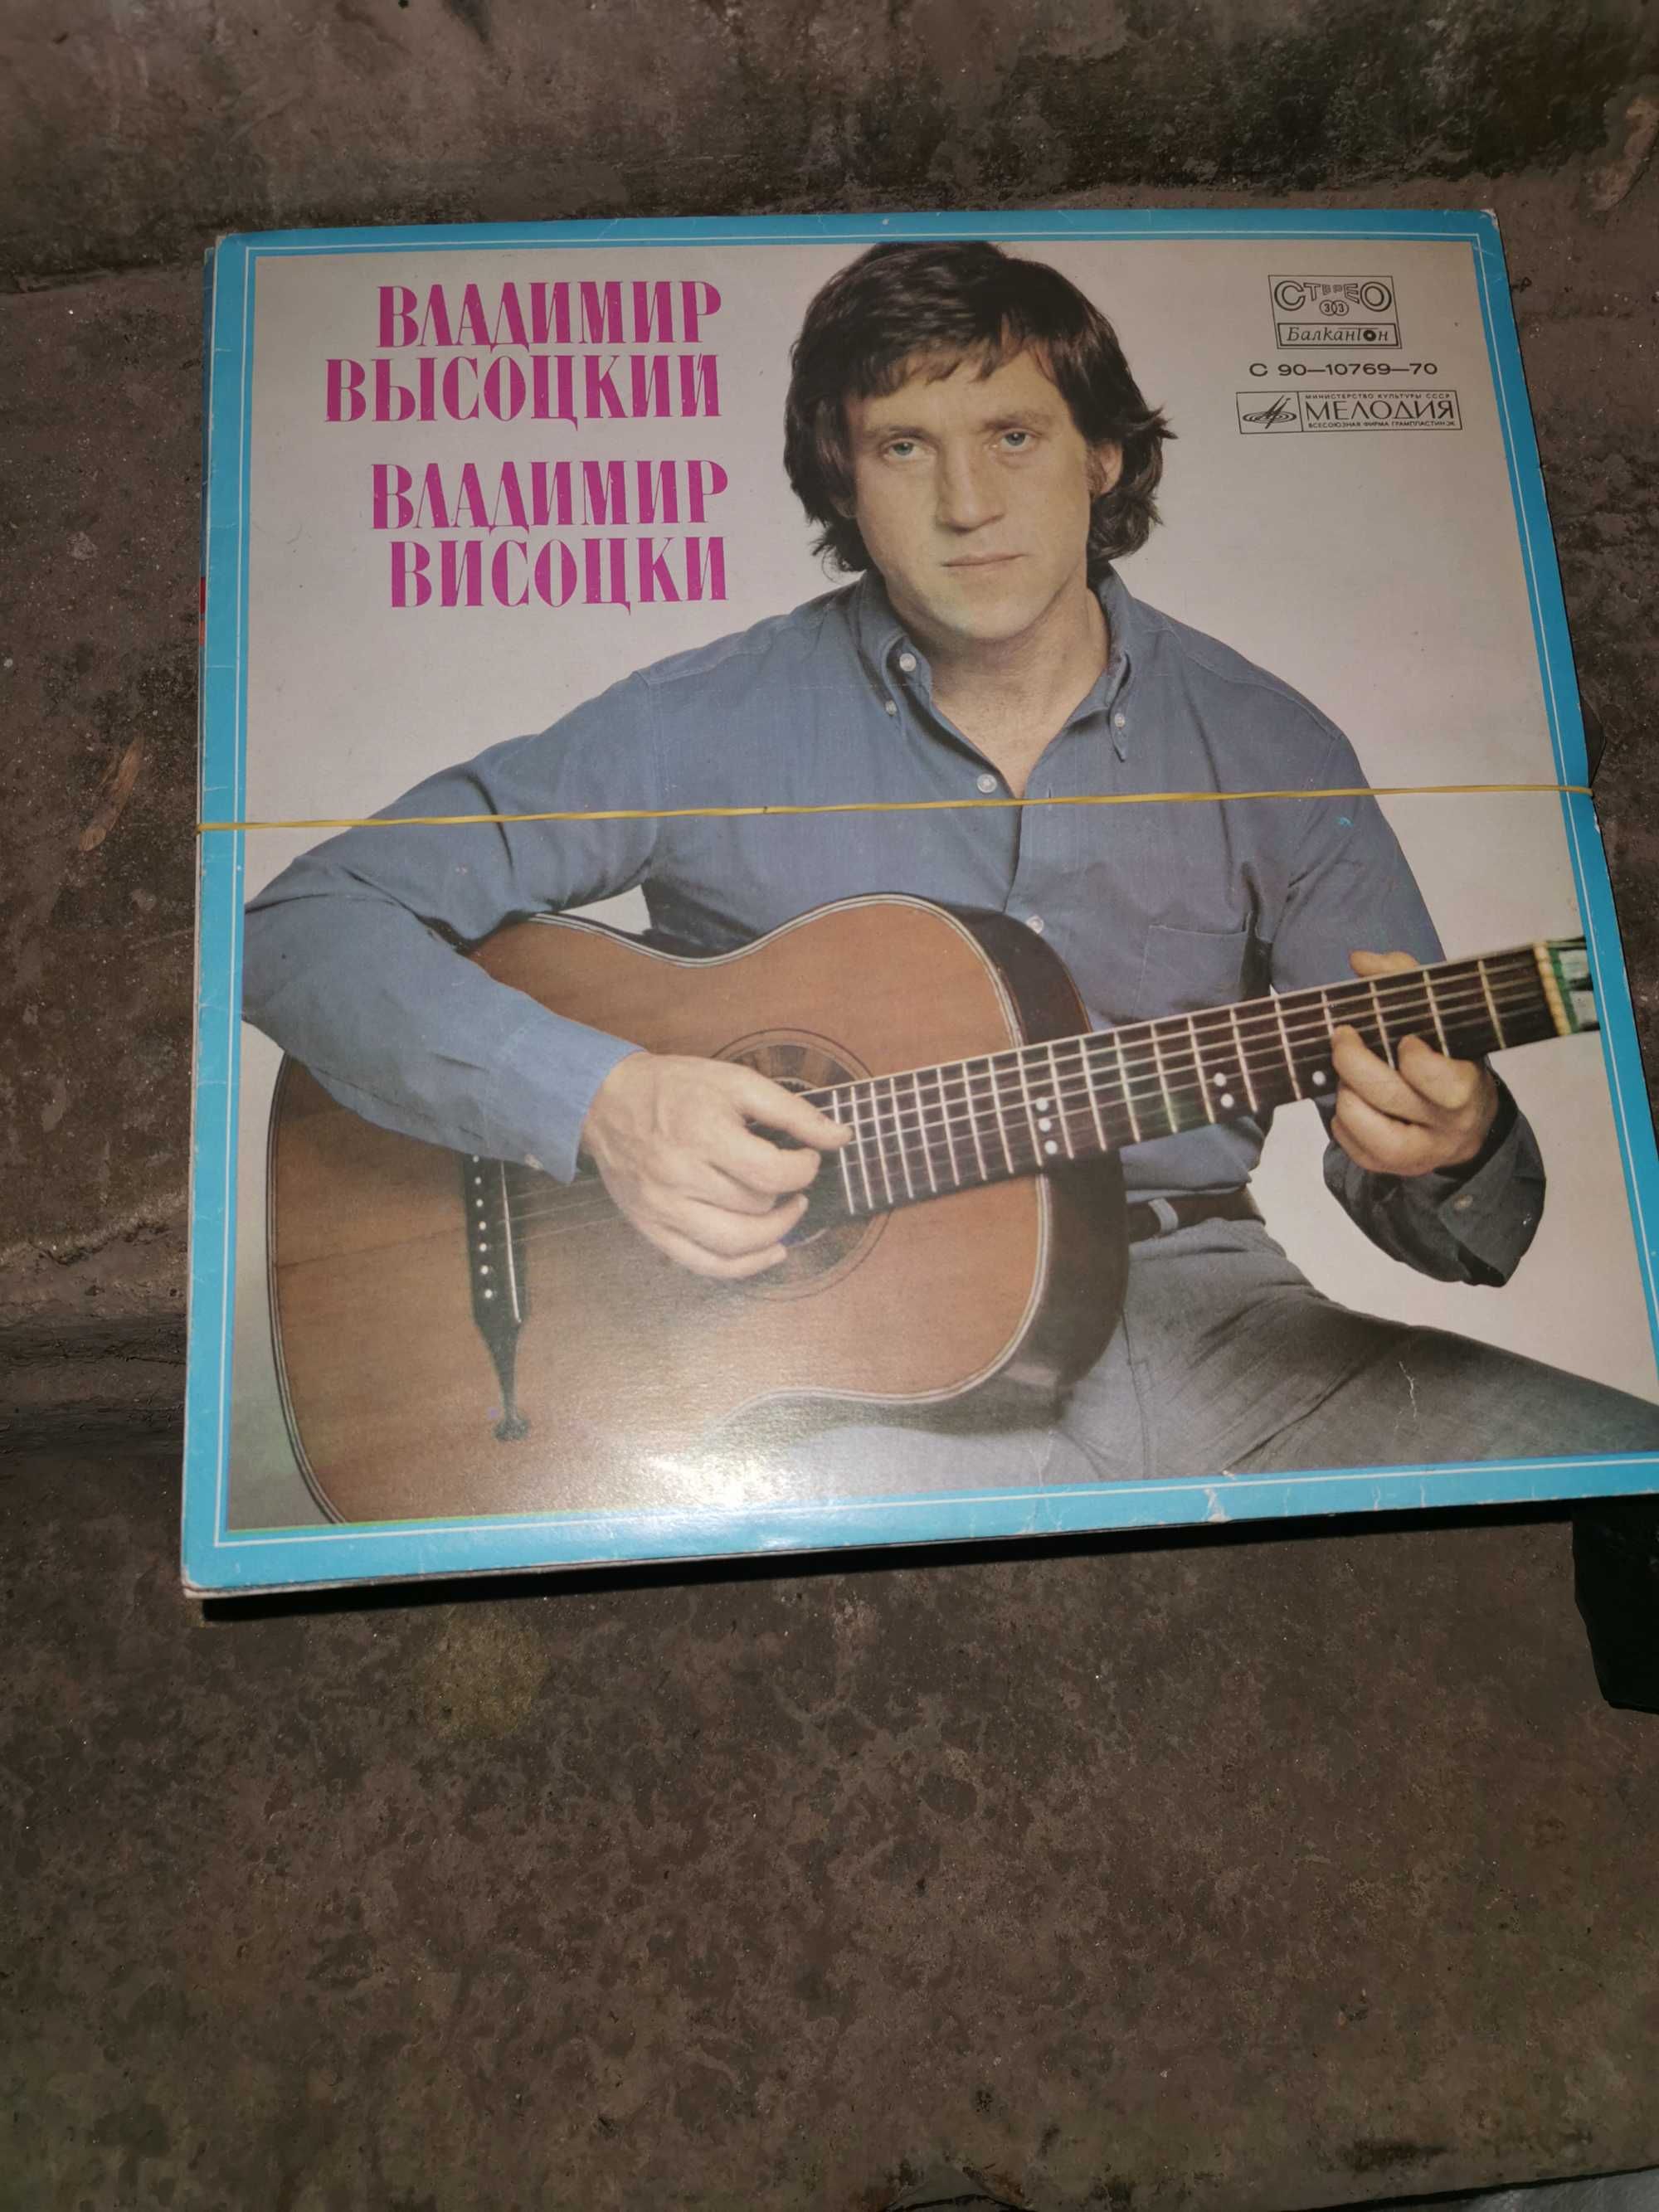 ВЛАДИМИР
ВЫСОЦКИЙ
ВЛАДИМИР
ВИСОЦКИ
СТЕРЕО
33
Балкантон
С 90—10769—70
МИНИСТЕРСТВО КУЛЬТУРЫ СССР
МЕЛОДИЯ
ВСЕСОЮЗНАЯ ФИРМА ГРАМПЛАСТИНОК